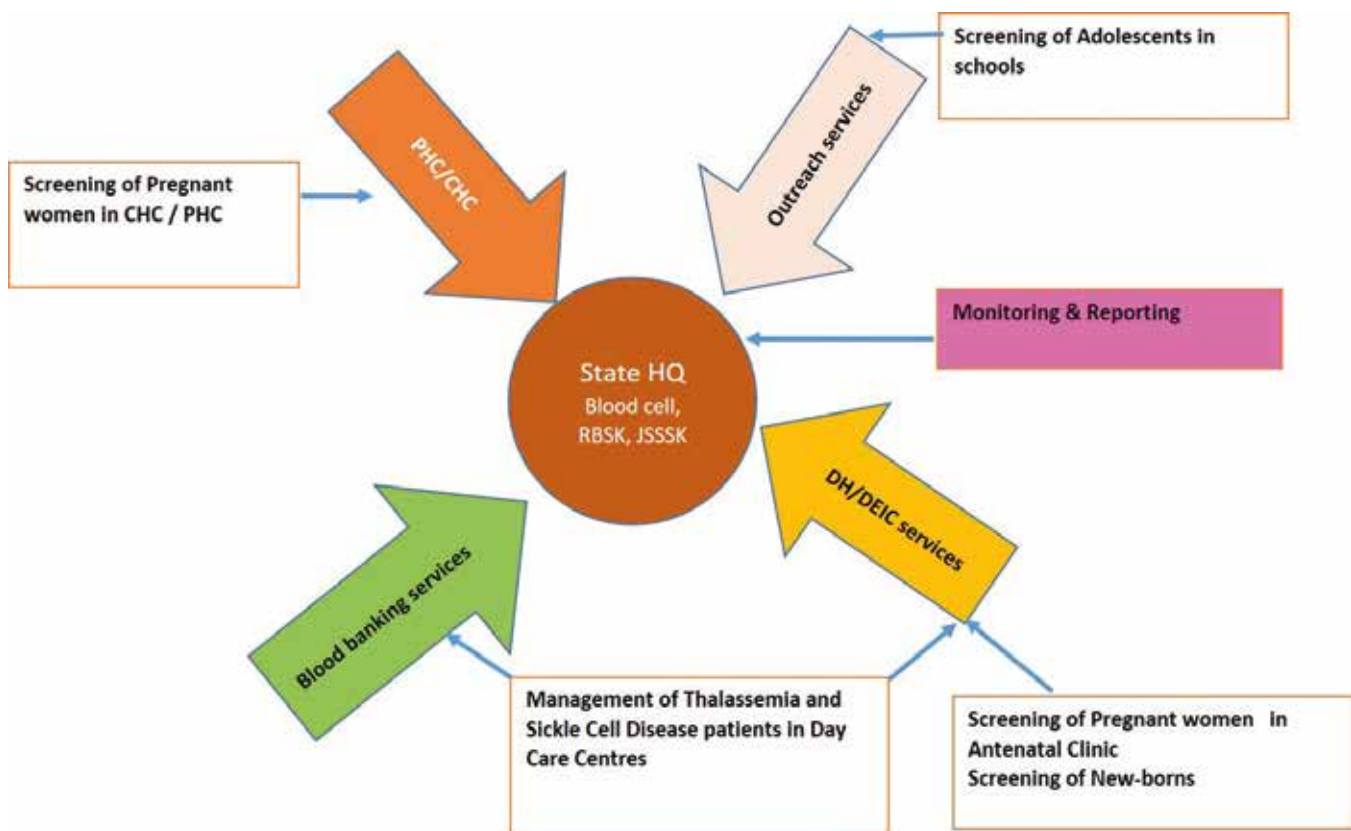 Screening of Adolescents in
schools
Outreach services
PHC/CHC
Screening of Pregnant
women in CHC / PHC
Monitoring & Reporting
State HQ
Blood cell,
RBSK, JSSSK
DH/DEIC services
Blood banking services
Management of Thalassemia and
Sickle Cell Disease patients in Day
Care Centres
Screening of Pregnant women in
Antenatal Clinic
Screening of New-borns